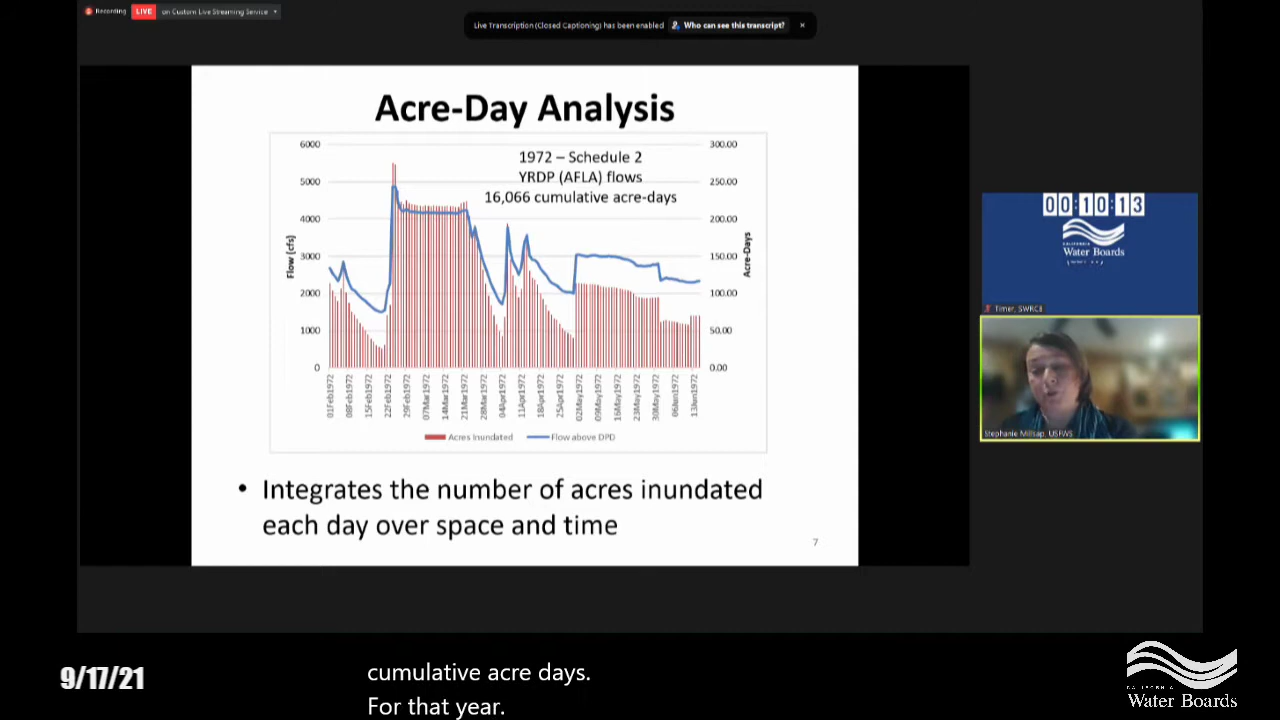 Recording LIVE on Custom Live Streaming Service
Live Transcription (Closed Captioning) has been enabled Who can see this transcript? ×
Acre-Day Analysis
1972 – Schedule 2
YRDP (AFLA) flows
16,066 cumulative acre-days
6000
5000
4000
3000
2000
1000
0
Flow (cfs)
300.00
250.00
200.00
150.00
100.00
50.00
0.00
Acre-Days
01Feb1972
08Feb1972
15Feb1972
22Feb1972
29Feb1972
07Mar1972
14Mar1972
21Mar1972
28Mar1972
04Apr1972
11Apr1972
18Apr1972
25Apr1972
02May1972
09May1972
16May1972
23May1972
30May1972
06Jun1972
13Jun1972
Acres Inundated Flow above DPD
• Integrates the number of acres inundated
each day over space and time
7
00:10:13
CALIFORNIA
Water Boards
Timer, SWRCB
Stephanie Millsap, USFWS
9/17/21
cumulative acre days.
For that year.
CALIFORNIA
Water Boards